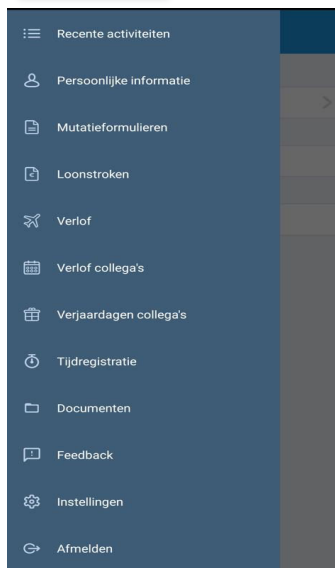 Recente activiteiten
Persoonlijke informatie
Mutatieformulieren
Loonstroken
Verlof
Verlof collega's
Verjaardagen collega's
Tijdregistratie
Documenten
Feedback
Instellingen
Afmelden